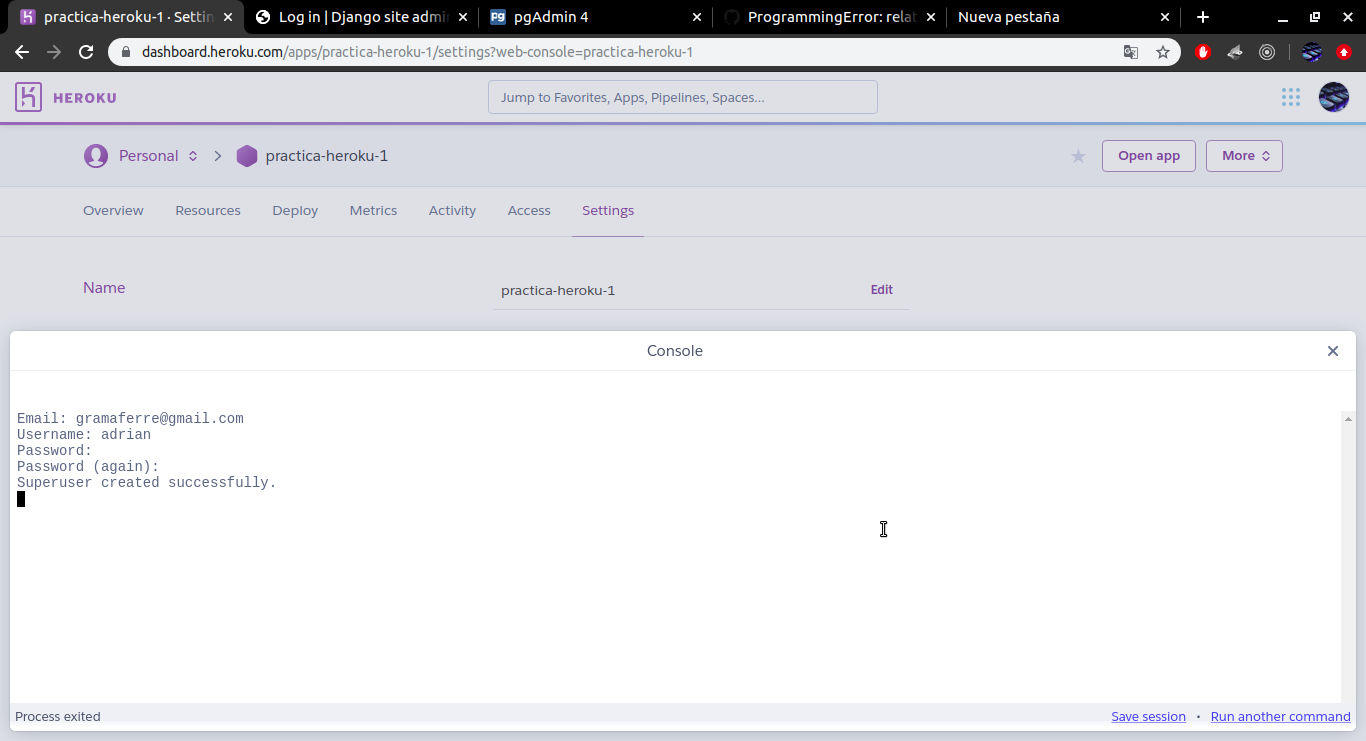 practica-heroku-1 · Settin
Log in | Django site admi
pgAdmin 4
ProgrammingError: rela
Nueva pestaña
dashboard.heroku.com/apps/practica-heroku-1/settings?web-console=practica-heroku-1
HEROKU
Jump to Favorites, Apps, Pipelines, Spaces...
Personal
practica-heroku-1
Open app
More
Overview
Resources
Deploy
Metrics
Activity
Access
Settings
Name
practica-heroku-1
Edit
Console
Email: gramaferre@gmail.com
Username: adrian
Password:
Password (again):
Superuser created successfully.
Process exited
Save session · Run another command